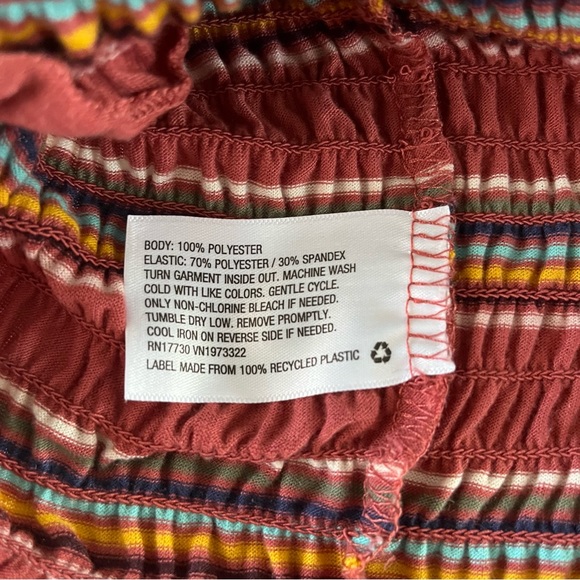 BODY: 100% POLYESTER
ELASTIC: 70% POLYESTER / 30% SPANDEX
TURN GARMENT INSIDE OUT. MACHINE WASH
COLD WITH LIKE COLORS. GENTLE CYCLE.
ONLY NON-CHLORINE BLEACH IF NEEDED.
TUMBLE DRY LOW. REMOVE PROMPTLY.
COOL IRON ON REVERSE SIDE IF NEEDED.
RN17730 VN1973322
LABEL MADE FROM 100% RECYCLED PLASTIC